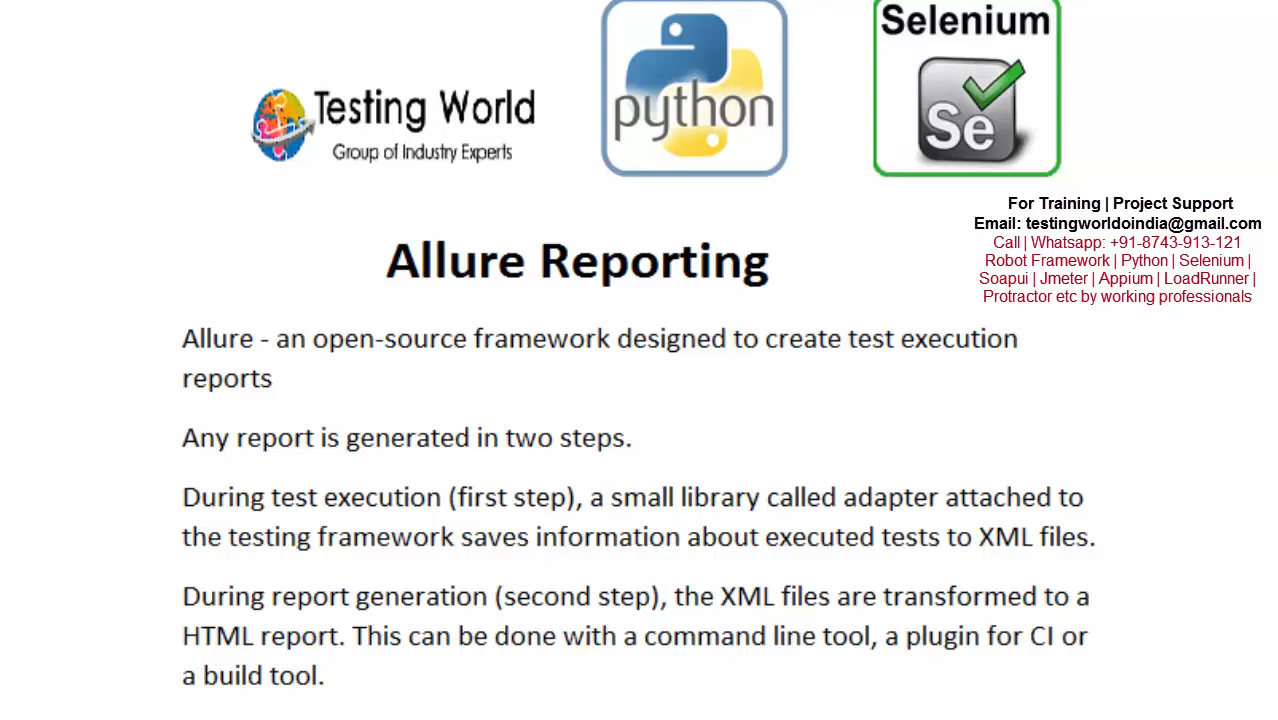 Testing World
Group of Industry Experts
python
Selenium
Se
For Training | Project Support
Email: testingworldoindia@gmail.com
Call | Whatsapp: +91-8743-913-121
Robot Framework | Python | Selenium |
Soapui | Jmeter | Appium | LoadRunner |
Protractor etc by working professionals
Allure Reporting
Allure - an open-source framework designed to create test execution
reports
Any report is generated in two steps.
During test execution (first step), a small library called adapter attached to
the testing framework saves information about executed tests to XML files.
During report generation (second step), the XML files are transformed to a
HTML report. This can be done with a command line tool, a plugin for CI or
a build tool.